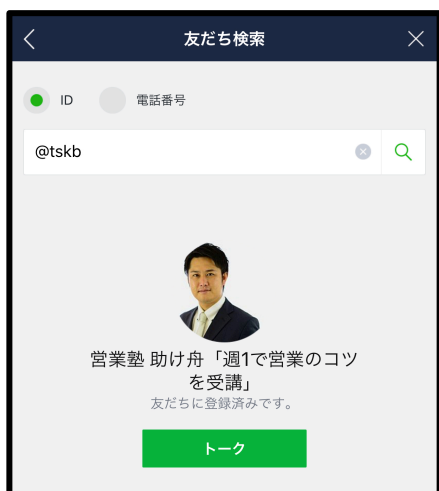 友だち検索
ID 電話番号
@tskb
営業塾 助け舟「週1で営業のコツ
を受講」
友だちに登録済みです。
トーク